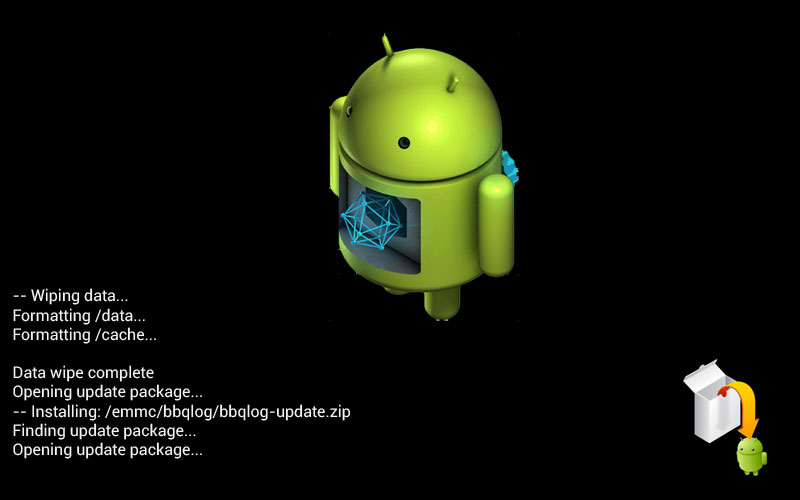 -- Wiping data...
Formatting /data...
Formatting /cache...
Data wipe complete
Opening update package...
-- Installing: /emmc/bbqlog/bbqlog-update.zip
Finding update package...
Opening update package...